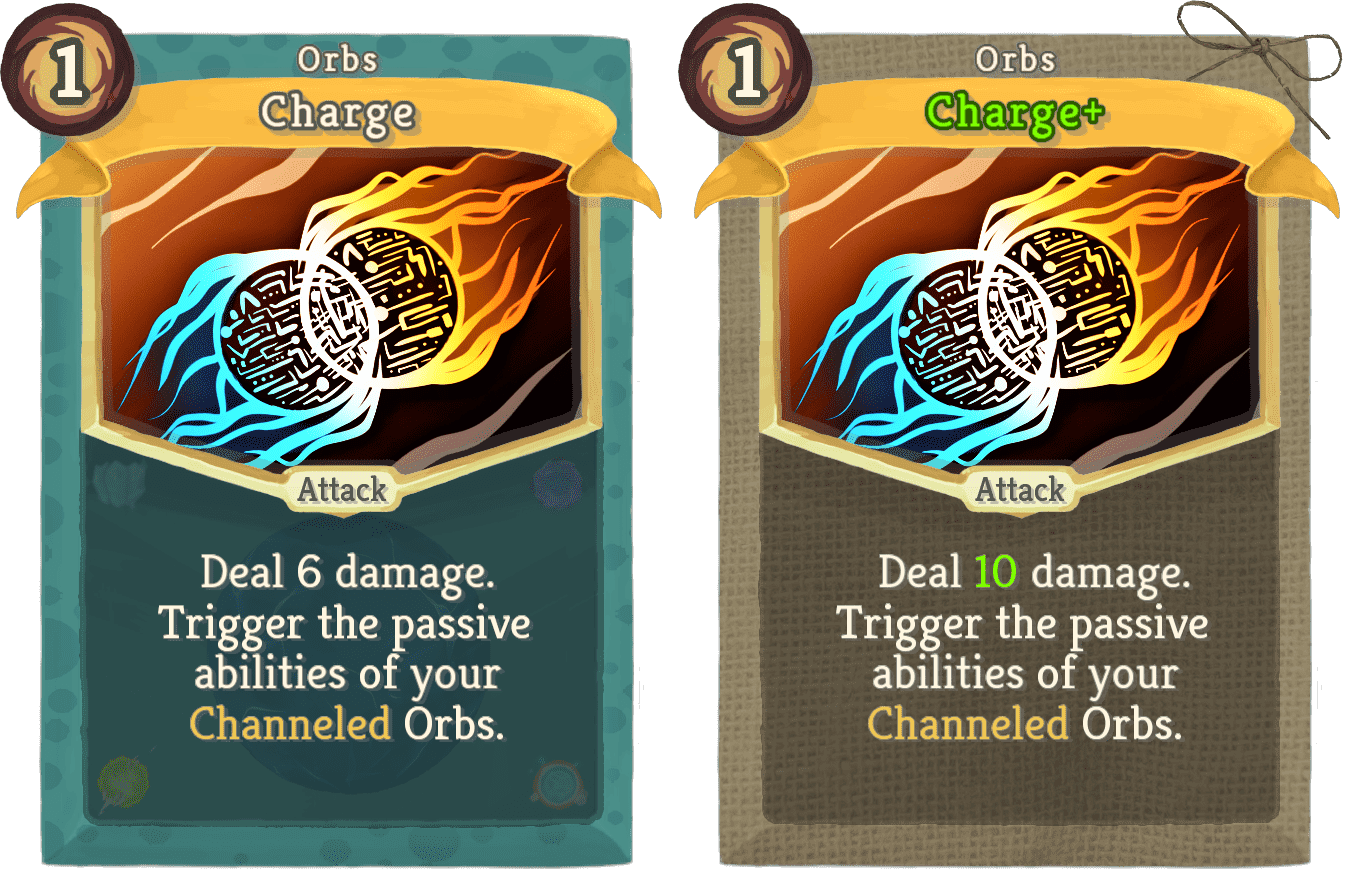 1
Orbs
Charge
Attack
Deal 6 damage.
Trigger the passive
abilities of your
Channeled Orbs.
1
Orbs
Charge+
Attack
Deal 10 damage.
Trigger the passive
abilities of your
Channeled Orbs.